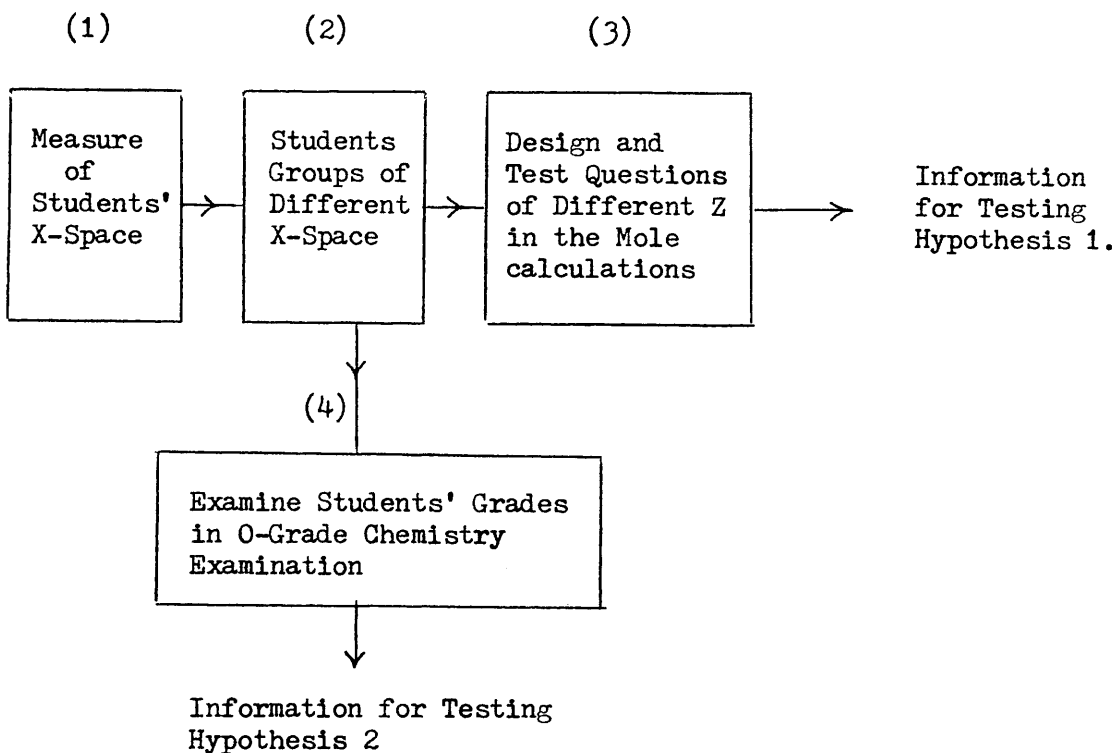 (1)
(2)
(3)
Measure
of
Students'
X-Space
Students
Groups of
Different
X-Space
Design and
Test Questions
of Different Z
in the Mole
calculations
Information
for Testing
Hypothesis 1.
(4)
Examine Students' Grades
in O-Grade Chemistry
Examination
Information for Testing
Hypothesis 2